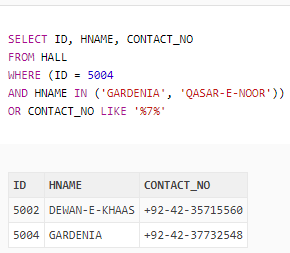 SELECT ID, HNAME, CONTACT_NO
FROM HALL
WHERE (ID = 5004
AND HNAME IN ('GARDENIA', 'QASAR-E-NOOR'))
OR CONTACT_NO LIKE '%7%'
ID HNAME CONTACT_NO
5002 DEWAN-E-KHAAS +92-42-35715560
5004 GARDENIA +92-42-37732548